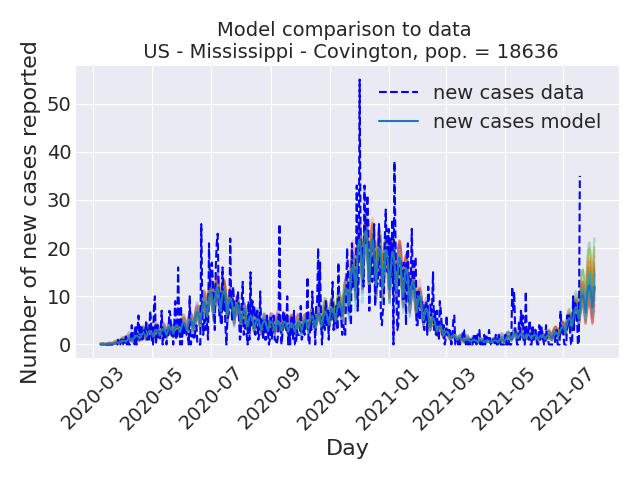 Model comparison to data
US - Mississippi - Covington, pop. = 18636
Number of new cases reported
50
40
30
20
10
0
new cases data
new cases model
2020-03
2020-05
2020-07
2020-09
2020-11
2021-01
2021-03
2021-05
2021-07
Day